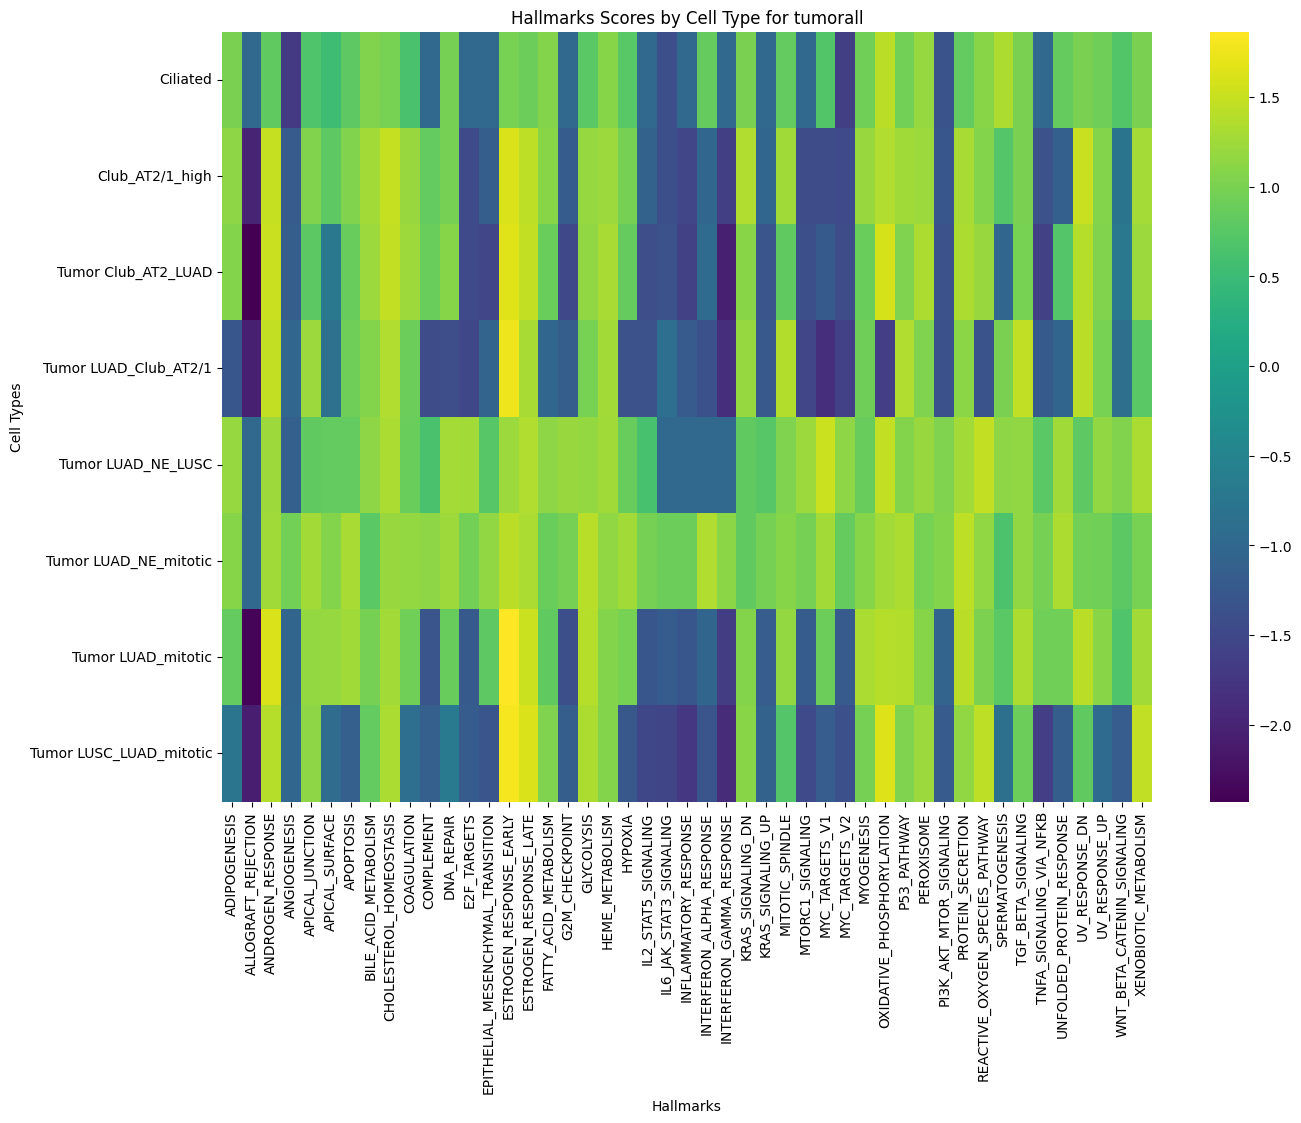 Hallmarks Scores by Cell Type for tumorall
Cell Types
Ciliated
Club_AT2/1_high
Tumor Club_AT2_LUAD
Tumor LUAD_Club_AT2/1
Tumor LUAD_NE_LUSC
Tumor LUAD_NE_mitotic
Tumor LUAD_mitotic
Tumor LUSC_LUAD_mitotic
1.5
1.0
0.5
0.0
−0.5
−1.0
−1.5
−2.0
ADIPOGENESIS
ALLOGRAFT_REJECTION
ANDROGEN_RESPONSE
ANGIOGENESIS
APICAL_JUNCTION
APICAL_SURFACE
APOPTOSIS
BILE_ACID_METABOLISM
CHOLESTEROL_HOMEOSTASIS
COAGULATION
COMPLEMENT
DNA_REPAIR
E2F_TARGETS
EPITHELIAL_MESENCHYMAL_TRANSITION
ESTROGEN_RESPONSE_EARLY
ESTROGEN_RESPONSE_LATE
FATTY_ACID_METABOLISM
G2M_CHECKPOINT
GLYCOLYSIS
HEME_METABOLISM
HYPOXIA
IL2_STAT5_SIGNALING
IL6_JAK_STAT3_SIGNALING
INFLAMMATORY_RESPONSE
INTERFERON_ALPHA_RESPONSE
INTERFERON_GAMMA_RESPONSE
KRAS_SIGNALING_DN
KRAS_SIGNALING_UP
MITOTIC_SPINDLE
MTORC1_SIGNALING
MYC_TARGETS_V1
MYC_TARGETS_V2
MYOGENESIS
OXIDATIVE_PHOSPHORYLATION
P53_PATHWAY
PEROXISOME
PI3K_AKT_MTOR_SIGNALING
PROTEIN_SECRETION
REACTIVE_OXYGEN_SPECIES_PATHWAY
SPERMATOGENESIS
TGF_BETA_SIGNALING
TNFA_SIGNALING_VIA_NFKB
UNFOLDED_PROTEIN_RESPONSE
UV_RESPONSE_DN
UV_RESPONSE_UP
WNT_BETA_CATENIN_SIGNALING
XENOBIOTIC_METABOLISM
Hallmarks